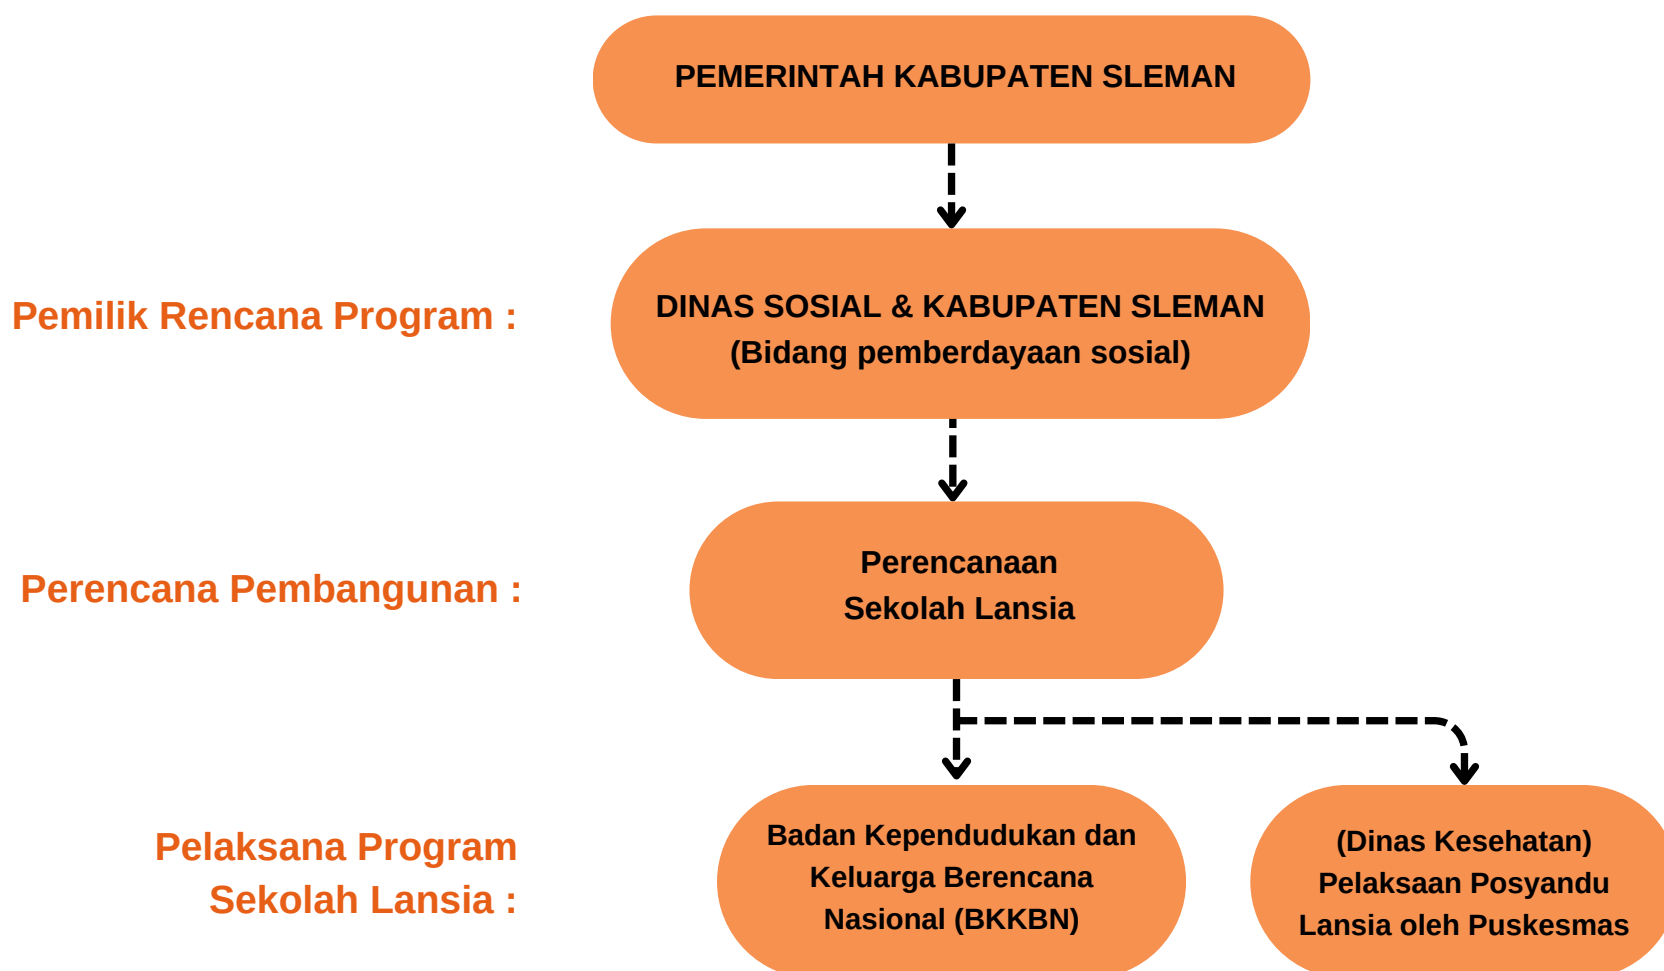 PEMERINTAH KABUPATEN SLEMAN
Pemilik Rencana Program :
DINAS SOSIAL & KABUPATEN SLEMAN
(Bidang pemberdayaan sosial)
Perencana Pembangunan :
Perencanaan
Sekolah Lansia
Pelaksana Program
Sekolah Lansia :
Badan Kependudukan dan
Keluarga Berencana
Nasional (BKKBN)
(Dinas Kesehatan)
Pelaksaan Posyandu
Lansia oleh Puskesmas